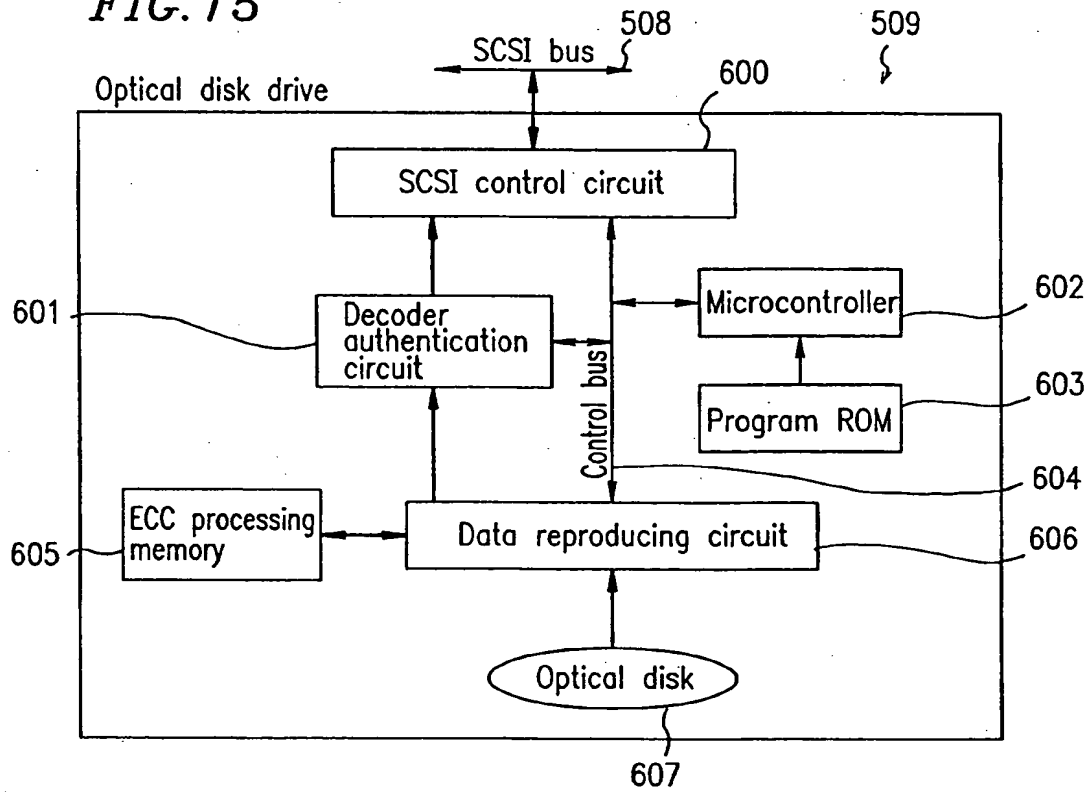 FIG. 15
SCSI bus
508
509
Optical disk drive
600
SCSI control circuit
601
Decoder
authentication
circuit
Control bus
Microcontroller
602
Program ROM
603
604
ECC processing
memory
605
Data reproducing circuit
606
Optical disk
607